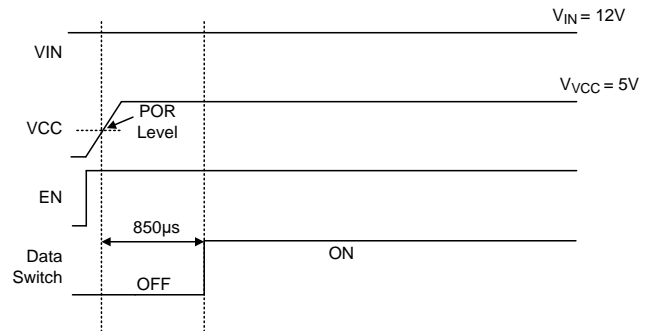 V_IN = 12V
VIN
V_VCC = 5V
POR
Level
VCC
EN
850μs
Data
Switch
OFF
ON